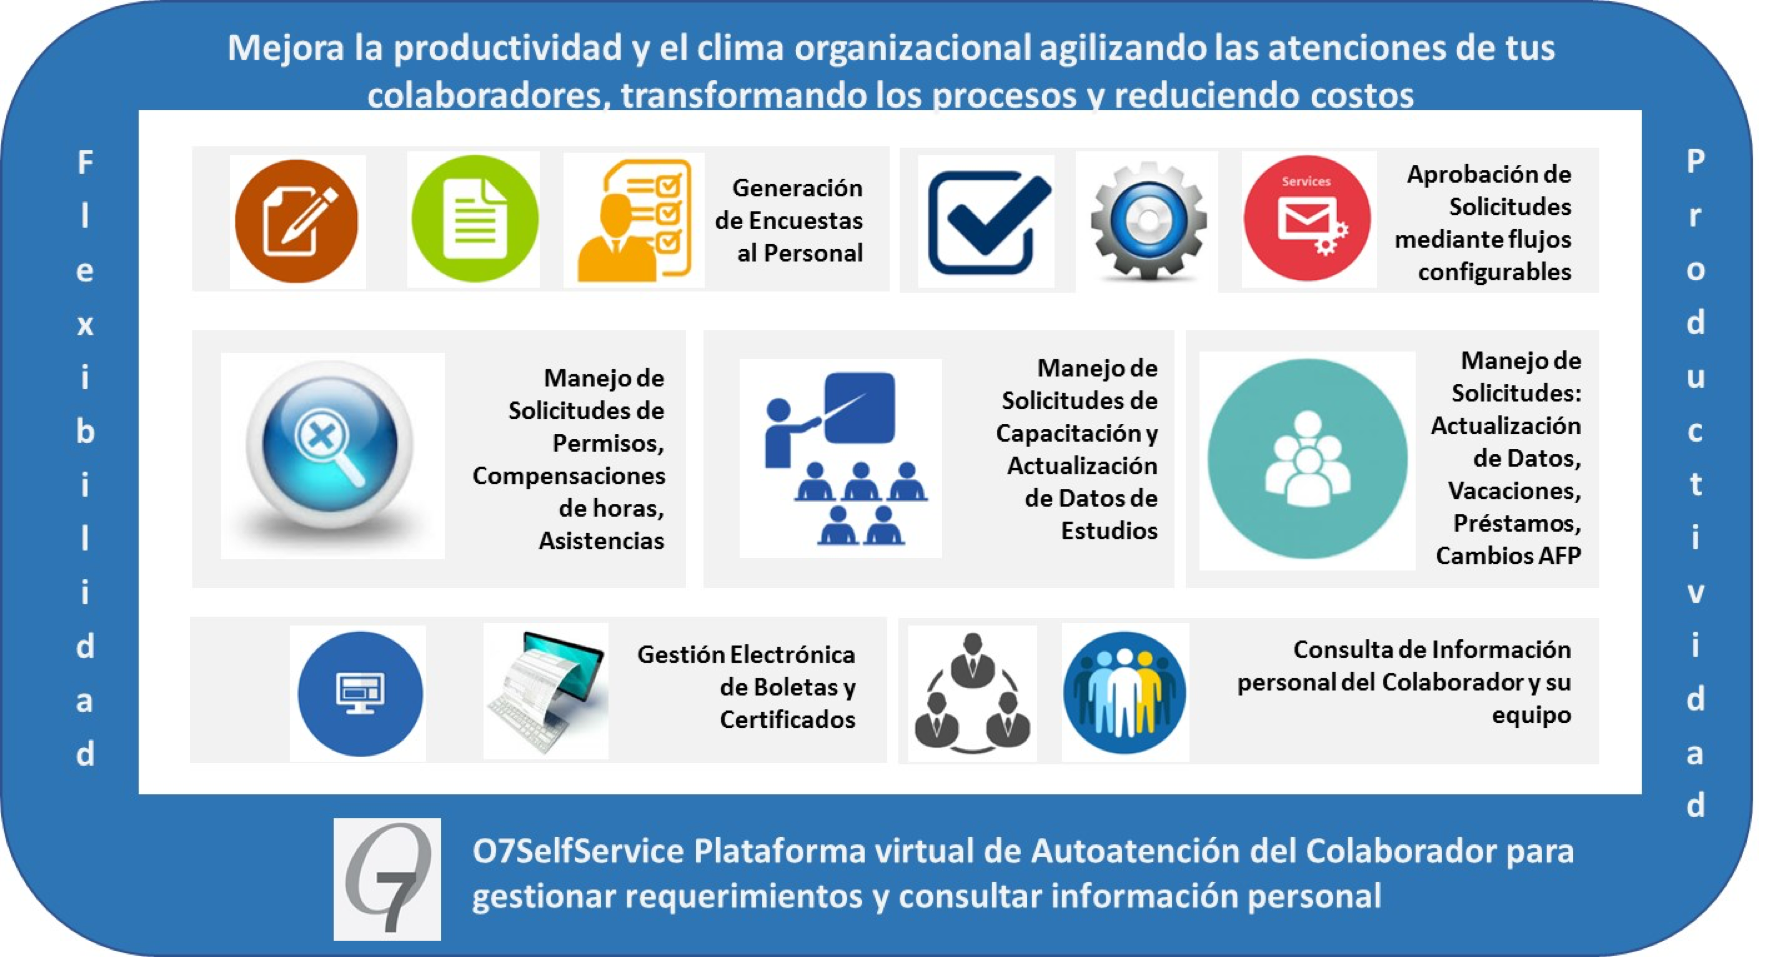 Mejora la productividad y el clima organizacional agilizando las atenciones de tus
colaboradores, transformando los procesos y reduciendo costos
Flexibilidad
Generación
de Encuestas
al Personal
Services
Aprobación de
Solicitudes
mediante flujos
configurables
Manejo de
Solicitudes de
Permisos,
Compensaciones
de horas,
Asistencias
Manejo de
Solicitudes de
Capacitación y
Actualización
de Datos de
Estudios
Manejo de
Solicitudes:
Actualización
de Datos,
Vacaciones,
Préstamos,
Cambios AFP
Gestión Electrónica
de Boletas y
Certificados
Consulta de Información
personal del Colaborador y su
equipo
Productividad
O7
O7SelfService Plataforma virtual de Autoatención del Colaborador para
gestionar requerimientos y consultar información personal